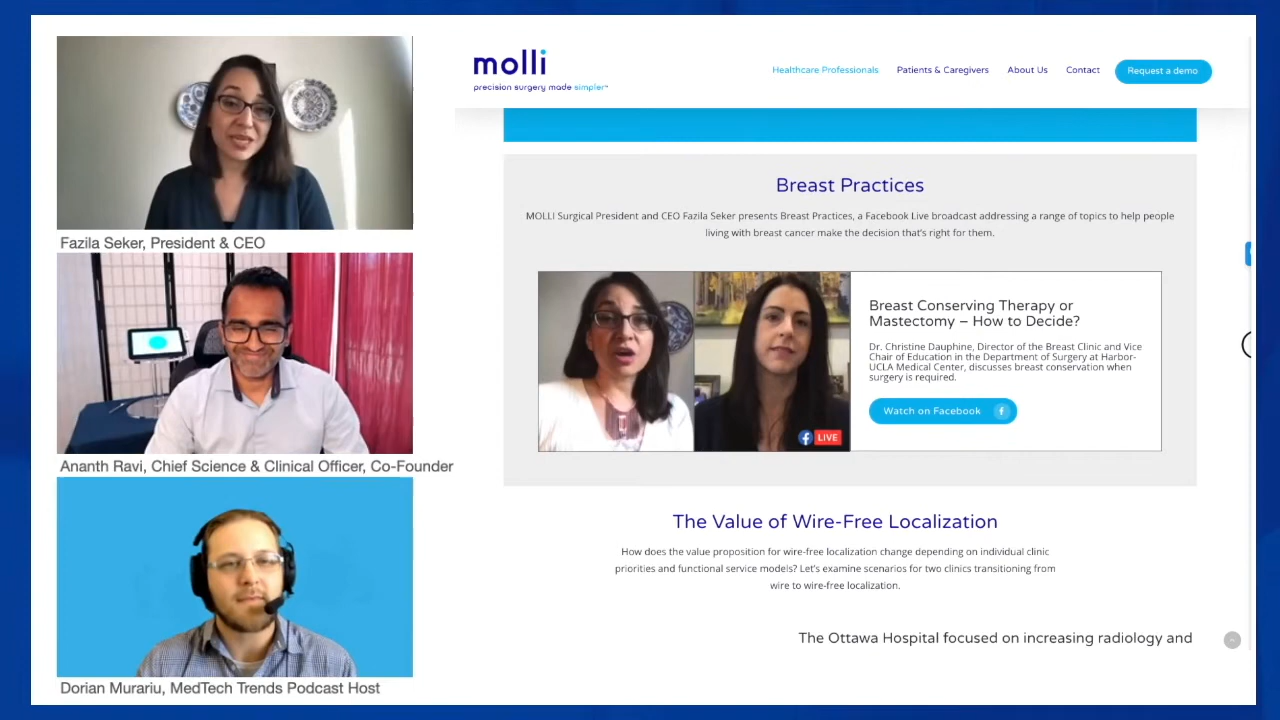 Fazila Seker, President & CEO
Ananth Ravi, Chief Science & Clinical Officer, Co-Founder
Dorian Murariu, MedTech Trends Podcast Host
molli
precision surgery made simpler™
Healthcare Professionals
Patients & Caregivers
About Us
Contact
Request a demo
Breast Practices
MOLLI Surgical President and CEO Fazila Seker presents Breast Practices, a Facebook Live broadcast addressing a range of topics to help people
living with breast cancer make the decision that's right for them.
LIVE
Breast Conserving Therapy or
Mastectomy – How to Decide?
Dr. Christine Dauphine, Director of the Breast Clinic and Vice
Chair of Education in the Department of Surgery at Harbor-
UCLA Medical Center, discusses breast conservation when
surgery is required.
Watch on Facebook
The Value of Wire-Free Localization
How does the value proposition for wire-free localization change depending on individual clinic
priorities and functional service models? Let's examine scenarios for two clinics transitioning from
wire to wire-free localization.
The Ottawa Hospital focused on increasing radiology and